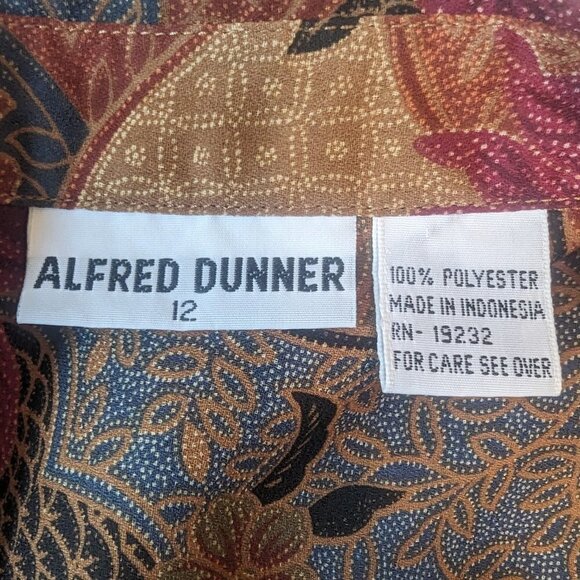 ALFRED DUNNER
12
100% POLYESTER
MADE IN INDONESIA
RN- 19232
FOR CARE SEE OVER